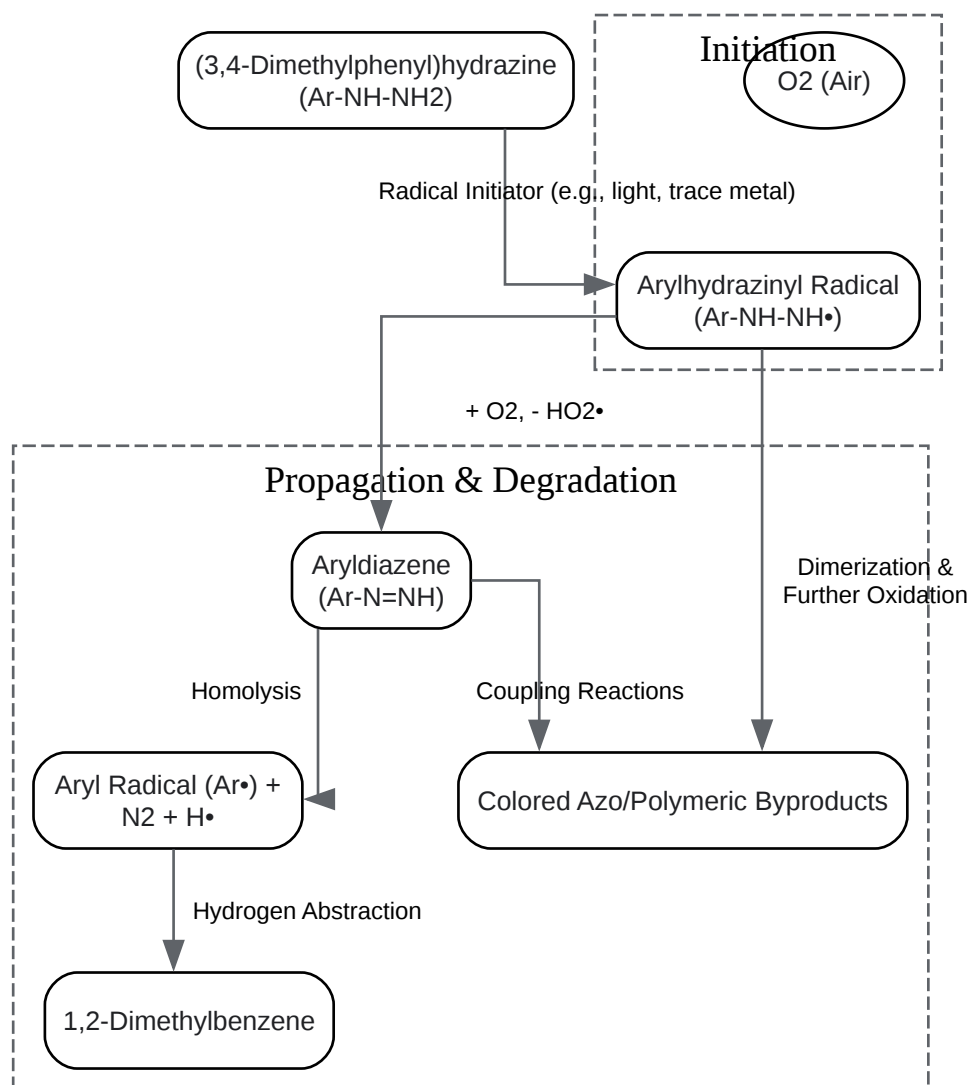 (3,4-Dimethylphenyl)hydrazine
(Ar-NH-NH2)
Initiation
O2 (Air)
Radical Initiator (e.g., light, trace metal)
Arylhydrazinyl Radical
(Ar-NH-NH•)
+ O2, - HO2•
Propagation & Degradation
Aryldiazene
(Ar-N=NH)
Dimerization &
Further Oxidation
Homolysis
Coupling Reactions
Aryl Radical (Ar•) +
N2 + H•
Colored Azo/Polymeric Byproducts
Hydrogen Abstraction
1,2-Dimethylbenzene